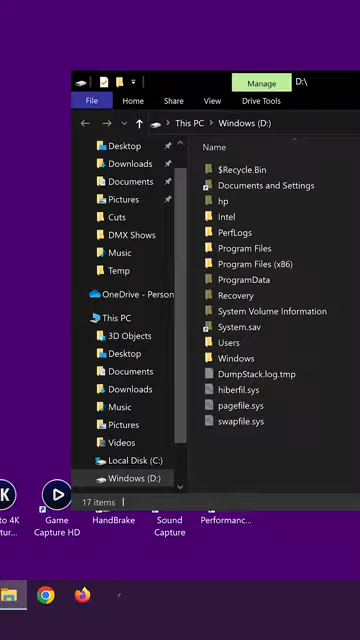 Manage
D:\
File
Home
Share
View
Drive Tools
This PC
Windows (D:)
Name
Desktop
Downloads
Documents
Pictures
Cuts
DMX Shows
Music
Temp
OneDrive - Person
This PC
3D Objects
Desktop
Documents
Downloads
Music
Pictures
Videos
Local Disk (C:)
Windows (D:)
$Recycle.Bin
Documents and Settings
hp
Intel
PerfLogs
Program Files
Program Files (x86)
ProgramData
Recovery
System Volume Information
System.sav
Users
Windows
DumpStack.log.tmp
hiberfil.sys
pagefile.sys
swapfile.sys
17 items
K
to 4K
tur...
Game
Capture HD
HandBrake
Sound
Capture
Performanc...